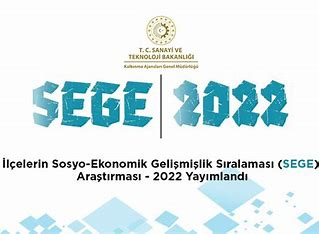 T. C. SANAYİ VE
TEKNOLOJİ BAKANLIĞI
Kalkınma Ajansları Genel Müdürlüğü
SEGE 2022
İlçelerin Sosyo-Ekonomik Gelişmişlik Sıralaması (SEGE)
Araştırması - 2022 Yayımlandı